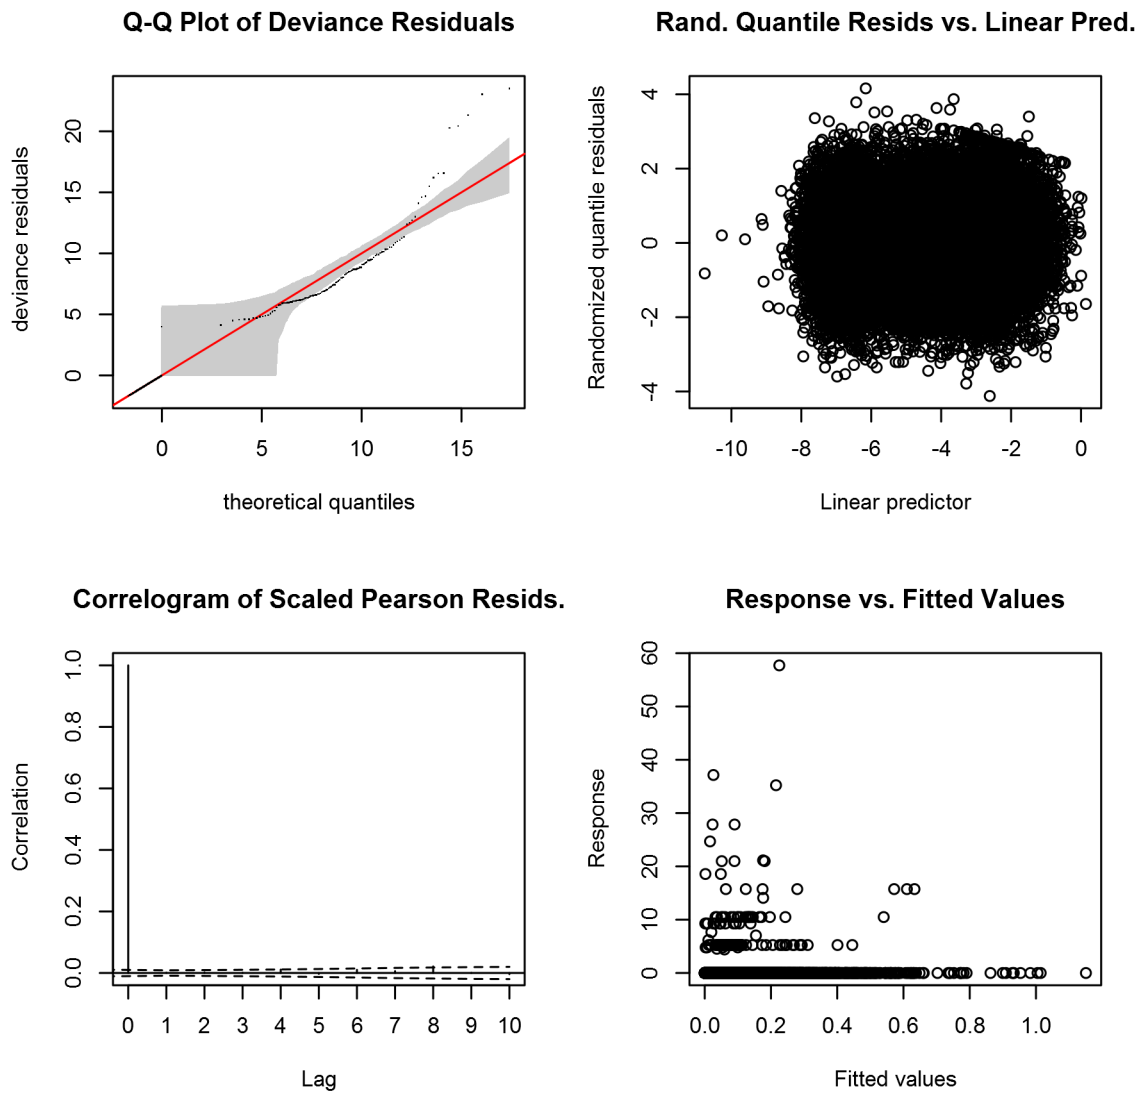 Q-Q Plot of Deviance Residuals
deviance residuals
20
15
10
5
0
0 5 10 15
theoretical quantiles
Rand. Quantile Resids vs. Linear Pred.
Randomized quantile residuals
4
2
0
-2
-4
-10 -8 -6 -4 -2 0
Linear predictor
Correlogram of Scaled Pearson Resids.
Correlation
1.0
0.8
0.6
0.4
0.2
0.0
0 1 2 3 4 5 6 7 8 9 10
Lag
Response vs. Fitted Values
Response
60
50
40
30
20
10
0
0.0 0.2 0.4 0.6 0.8 1.0
Fitted values